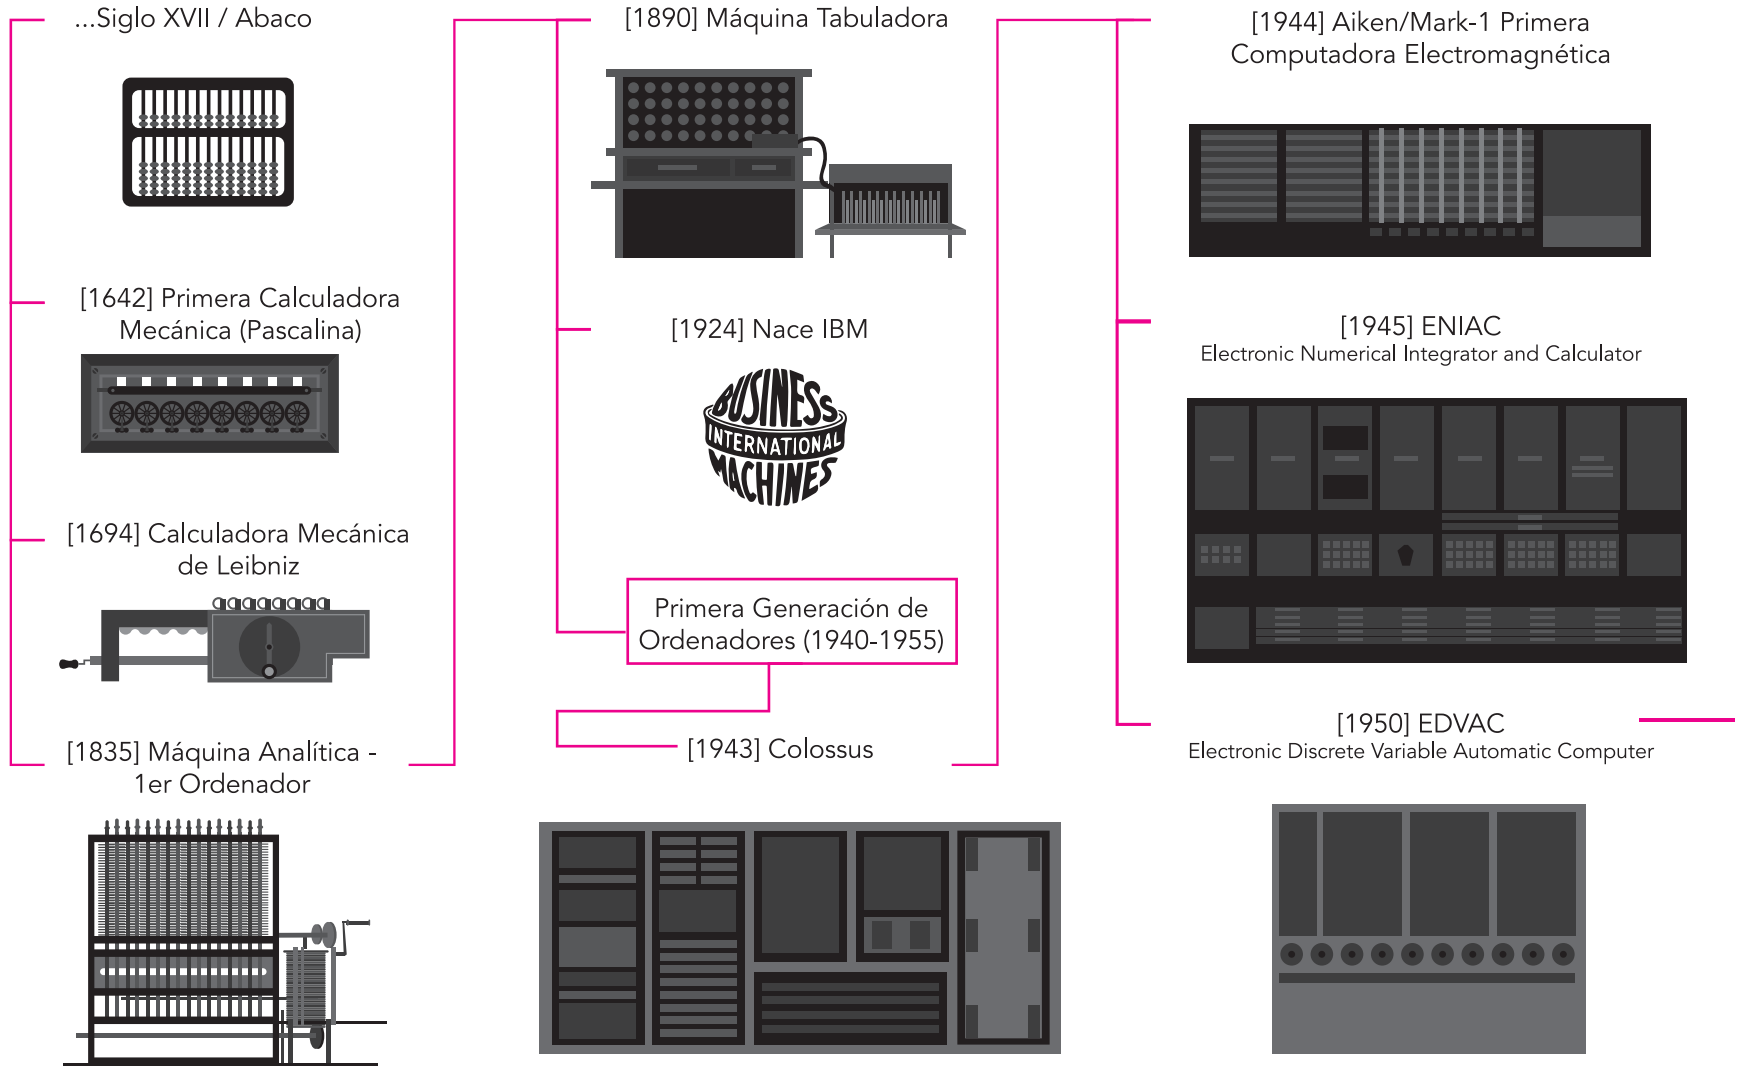 ...Siglo XVII / Abaco
[1642] Primera Calculadora
Mecánica (Pascalina)
[1694] Calculadora Mecánica
de Leibniz
[1835] Máquina Analítica -
1er Ordenador
[1890] Máquina Tabuladora
[1924] Nace IBM
BUSINESS
INTERNATIONAL
MACHINES
Primera Generación de
Ordenadores (1940-1955)
[1943] Colossus
[1944] Aiken/Mark-1 Primera
Computadora Electromagnética
[1945] ENIAC
Electronic Numerical Integrator and Calculator
[1950] EDVAC
Electronic Discrete Variable Automatic Computer